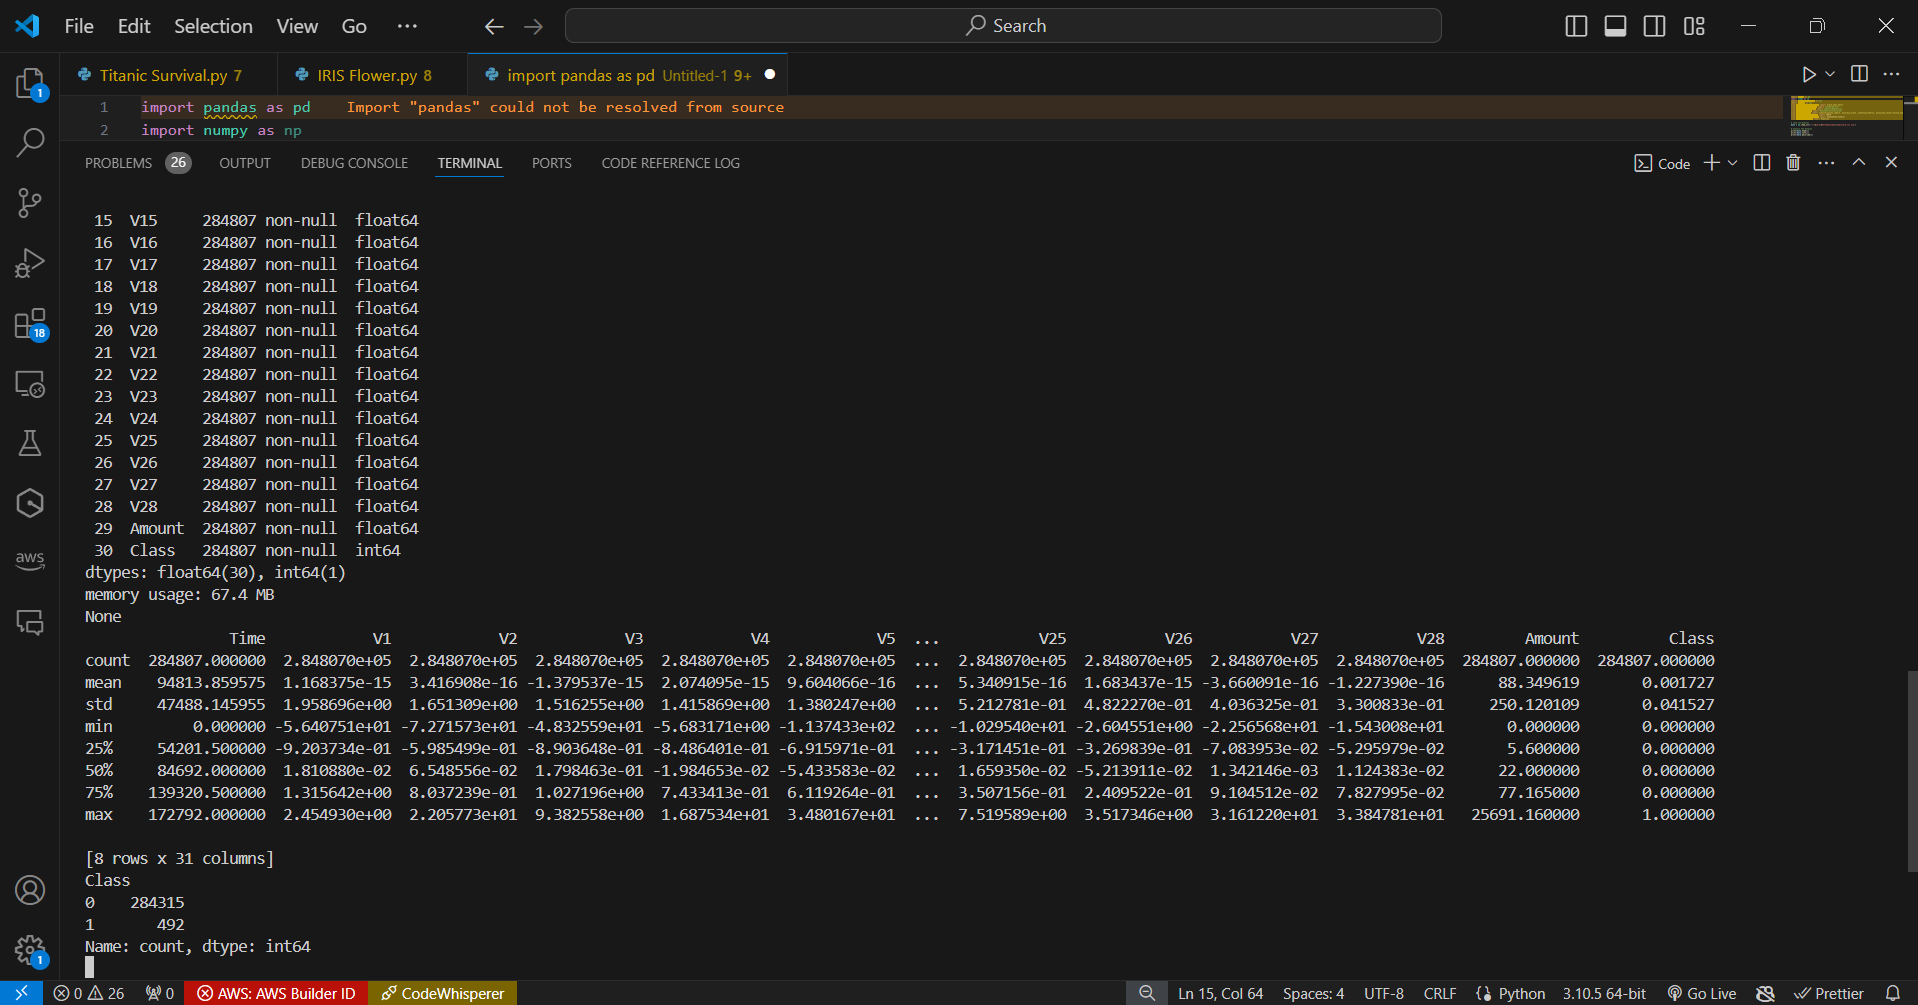 File Edit Selection View Go ··· Search
Titanic Survival.py 7 IRIS Flower.py 8 import pandas as pd Untitled-1 9+
1 import pandas as pd Import "pandas" could not be resolved from source
2 import numpy as np
PROBLEMS 26 OUTPUT DEBUG CONSOLE TERMINAL PORTS CODE REFERENCE LOG Code
15 V15 284807 non-null float64
16 V16 284807 non-null float64
17 V17 284807 non-null float64
18 V18 284807 non-null float64
19 V19 284807 non-null float64
20 V20 284807 non-null float64
21 V21 284807 non-null float64
22 V22 284807 non-null float64
23 V23 284807 non-null float64
24 V24 284807 non-null float64
25 V25 284807 non-null float64
26 V26 284807 non-null float64
27 V27 284807 non-null float64
28 V28 284807 non-null float64
29 Amount 284807 non-null float64
30 Class 284807 non-null int64
dtypes: float64(30), int64(1)
memory usage: 67.4 MB
None
Time V1 V2 V3 V4 V5 ... V25 V26 V27 V28 Amount Class
count 284807.000000 2.848070e+05 2.848070e+05 2.848070e+05 2.848070e+05 2.848070e+05 ... 2.848070e+05 2.848070e+05 2.848070e+05 2.848070e+05 284807.000000 284807.000000
mean 94813.859575 1.168375e-15 3.416908e-16 -1.379537e-15 2.074095e-15 9.604066e-16 ... 5.340915e-16 1.683437e-15 -3.660091e-16 -1.227390e-16 88.349619 0.001727
std 47488.145955 1.958696e+00 1.651309e+00 1.516255e+00 1.415869e+00 1.380247e+00 ... 5.212781e-01 4.822270e-01 4.036325e-01 3.300833e-01 250.120109 0.041527
min 0.000000 -5.640751e+01 -7.271573e+01 -4.832559e+01 -5.683171e+00 -1.137433e+02 ... -1.029540e+01 -2.604551e+00 -2.256568e+01 -1.543008e+01 0.000000 0.000000
25% 54201.500000 -9.203734e-01 -5.985499e-01 -8.903648e-01 -8.486401e-01 -6.915971e-01 ... -3.171451e-01 -3.269839e-01 -7.083953e-02 -5.295979e-02 5.600000 0.000000
50% 84692.000000 1.810880e-02 6.548556e-02 1.798463e-01 -1.984653e-02 -5.433583e-02 ... 1.659350e-02 -5.213911e-02 1.342146e-03 1.124383e-02 22.000000 0.000000
75% 139320.500000 1.315642e+00 8.037239e-01 1.027196e+00 7.433413e-01 6.119264e-01 ... 3.507156e-01 2.409522e-01 9.104512e-02 7.827995e-02 77.165000 0.000000
max 172792.000000 2.454930e+00 2.205773e+01 9.382558e+00 1.687534e+01 3.480167e+01 ... 7.519589e+00 3.517346e+00 3.161220e+01 3.384781e+01 25691.160000 1.000000
[8 rows x 31 columns]
Class
0 284315
1 492
Name: count, dtype: int64
1
18
aws
1
0 26 0 AWS: AWS Builder ID CodeWhisperer Ln 15, Col 64 Spaces: 4 UTF-8 CRLF Python 3.10.5 64-bit Go Live Prettier